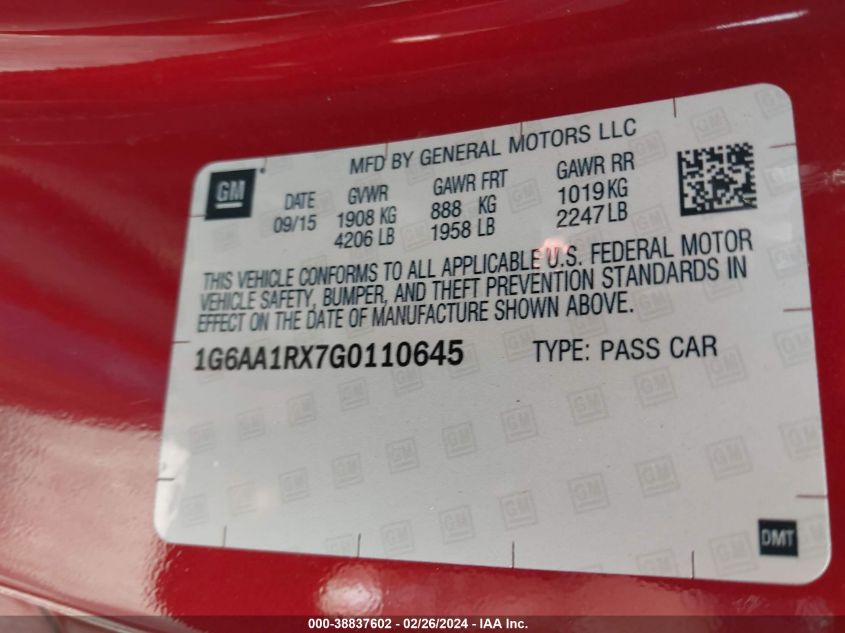 MFD BY GENERAL MOTORS LLC
GM
DATE GVWR GAWR FRT GAWR RR
09/15 1908 KG 888 KG 1019 KG
4206 LB 1958 LB 2247 LB
THIS VEHICLE CONFORMS TO ALL APPLICABLE U.S. FEDERAL MOTOR
VEHICLE SAFETY, BUMPER, AND THEFT PREVENTION STANDARDS IN
EFFECT ON THE DATE OF MANUFACTURE SHOWN ABOVE.
1G6AA1RX7G0110645 TYPE: PASS CAR
DMT
000-38837602 - 02/26/2024 - IAA Inc.